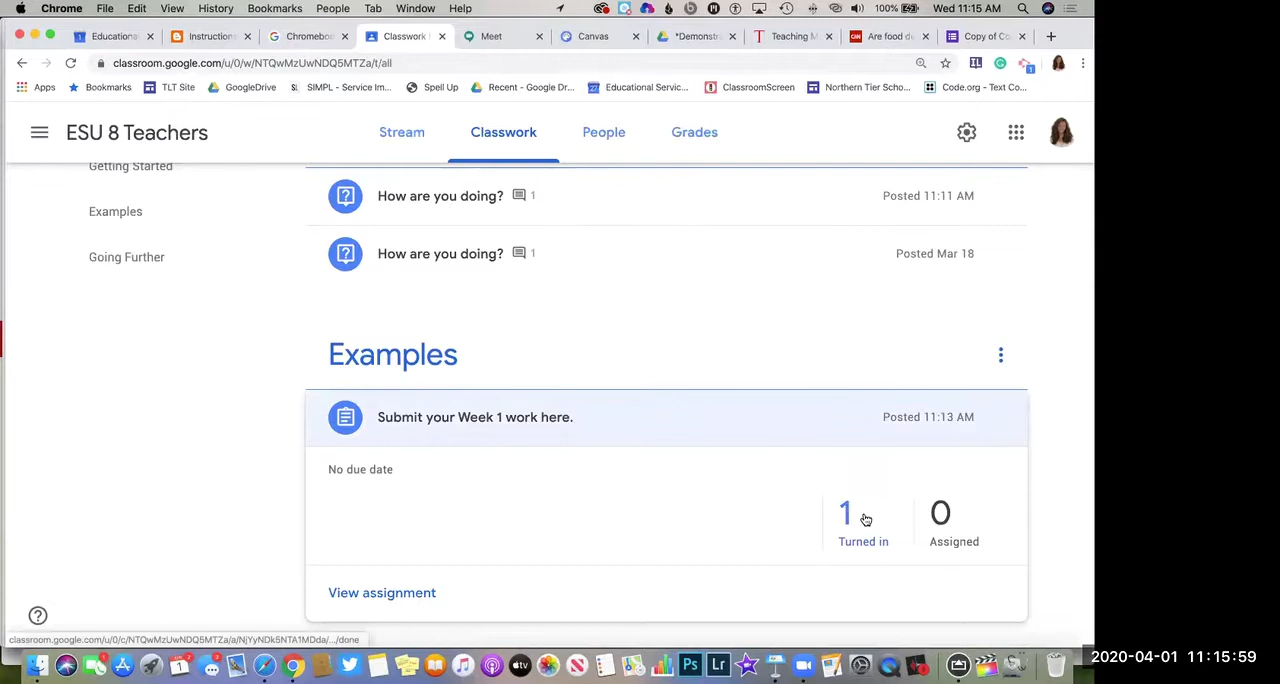 Chrome File Edit View History Bookmarks People Tab Window Help 100% Wed 11:15 AM
Educationa Instruction Chromebo Classwork Meet Canvas *Demonstr Teaching M Are food d Copy of Co
classroom.google.com/u/0/w/NTQwMzUwNDQ5MTZa/t/all
Apps Bookmarks TLT Site GoogleDrive SIMPL - Service Im... Spell Up Recent - Google Dr... Educational Servic... ClassroomScreen Northern Tier Scho... Code.org - Text Co...
ESU 8 Teachers Stream Classwork People Grades
Getting Started
How are you doing? 1 Posted 11:11 AM
Examples
Going Further
How are you doing? 1 Posted Mar 18
Examples
Submit your Week 1 work here. Posted 11:13 AM
No due date
1 0
Turned in Assigned
View assignment
classroom.google.com/u/0/c/NTQwMzUwNDQ5MTZa/a/NjYyNDk5NTA1MDda/.../done
Ps Lr
2020-04-01 11:15:59